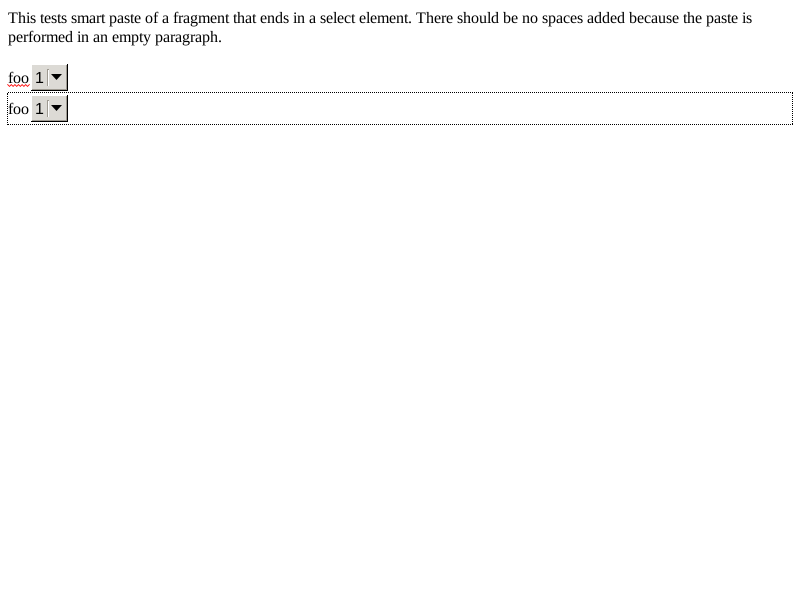 This tests smart paste of a fragment that ends in a select element. There should be no spaces added because the paste is
performed in an empty paragraph.
foo 1
foo 1